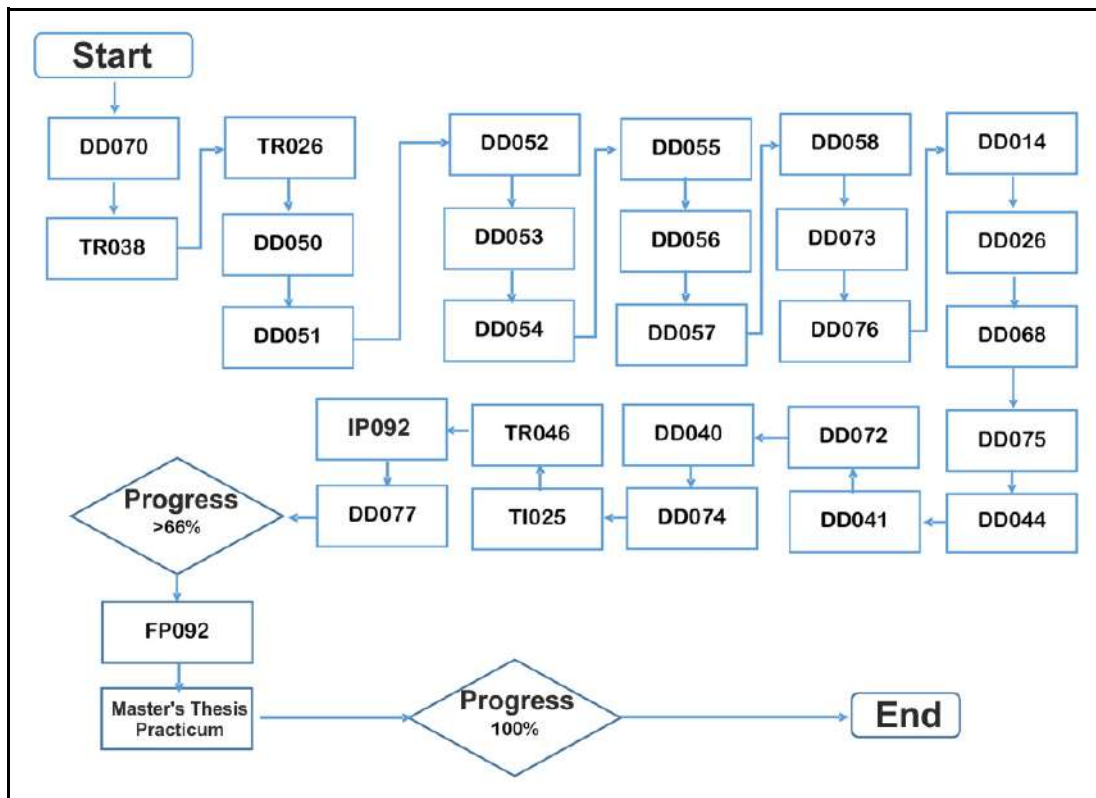 Start
DD070
TR038
TR026
DD050
DD051
DD052
DD053
DD054
DD055
DD056
DD057
DD058
DD073
DD076
DD014
DD026
DD068
DD075
DD044
DD041
DD072
DD040
DD074
TI025
TR046
IP092
DD077
Progress
>66%
FP092
Master's Thesis
Practicum
Progress
100%
End